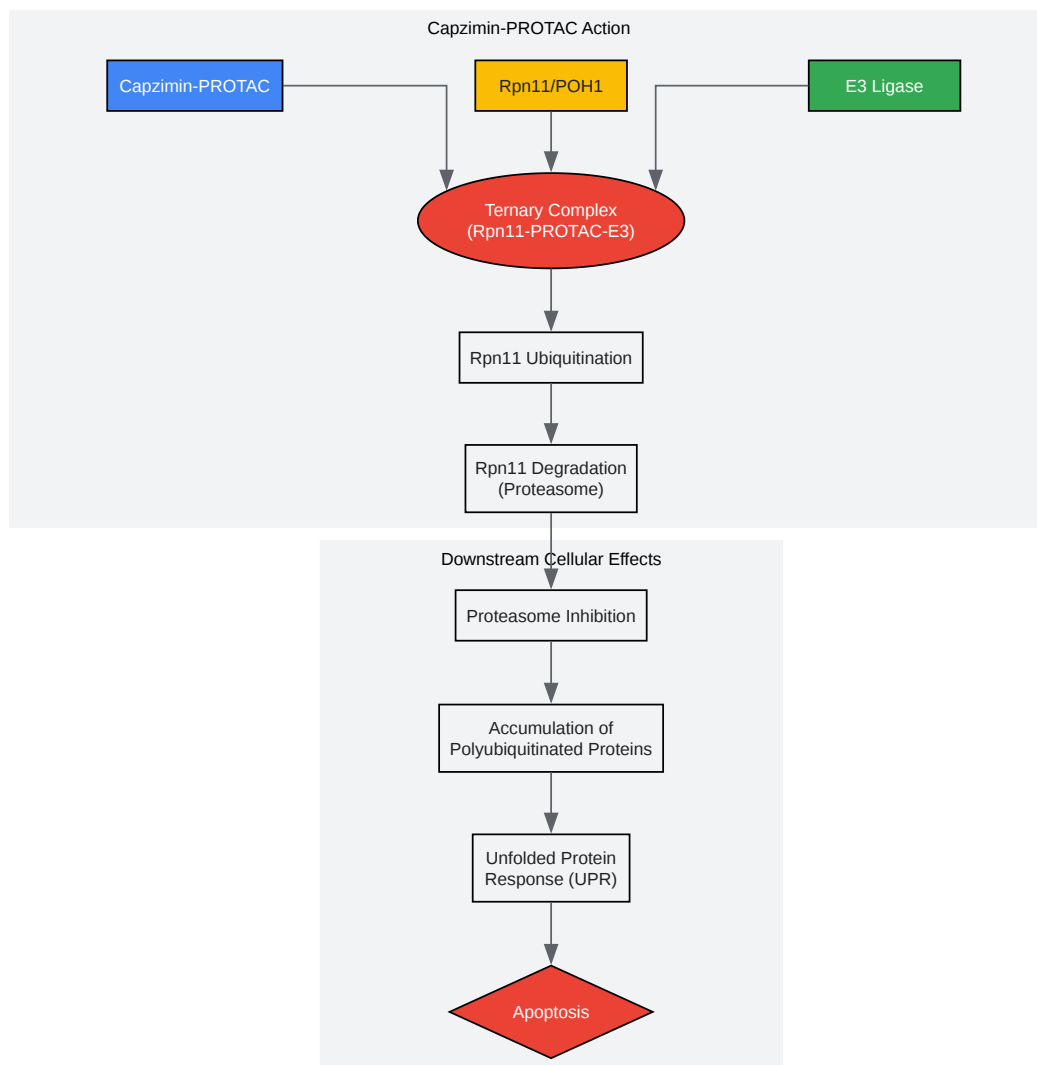 Capzimin-PROTAC Action
Capzimin-PROTAC
Rpn11/POH1
E3 Ligase
Ternary Complex
(Rpn11-PROTAC-E3)
Rpn11 Ubiquitination
Rpn11 Degradation
(Proteasome)
Downstream Cellular Effects
Proteasome Inhibition
Accumulation of
Polyubiquitinated Proteins
Unfolded Protein
Response (UPR)
Apoptosis